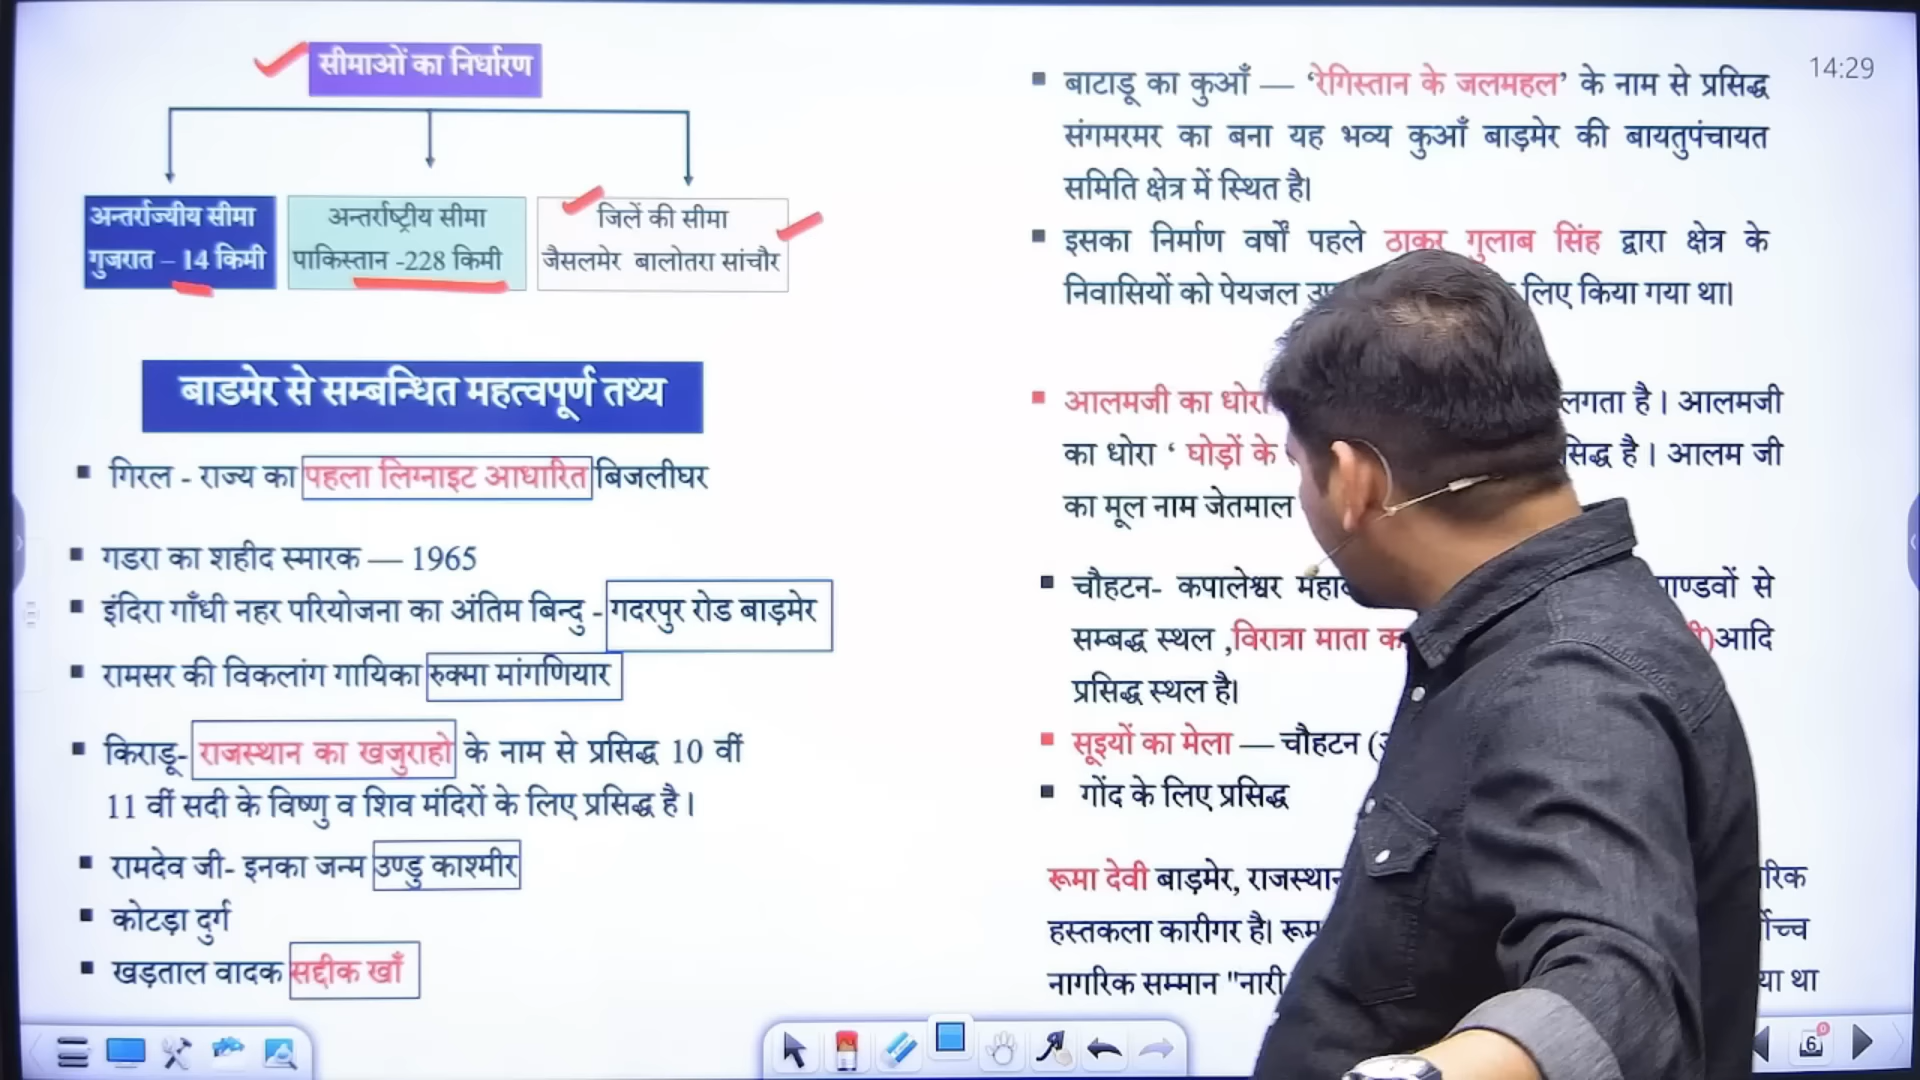 सीमाओं का निर्धारण
अन्तर्राज्यीय सीमा
गुजरात – 14 किमी
अन्तर्राष्ट्रीय सीमा
पाकिस्तान -228 किमी
जिलें की सीमा
जैसलमेर बालोतरा सांचौर
बाडमेर से सम्बन्धित महत्वपूर्ण तथ्य
▪ गिरल - राज्य का पहला लिग्नाइट आधारित बिजलीघर
▪ गडरा का शहीद स्मारक — 1965
▪ इंदिरा गाँधी नहर परियोजना का अंतिम बिन्दु - गदरपुर रोड बाड़मेर
▪ रामसर की विकलांग गायिका रुक्मा मांगणियार
▪ किराडू- राजस्थान का खजुराहो के नाम से प्रसिद्ध 10 वीं
11 वीं सदी के विष्णु व शिव मंदिरों के लिए प्रसिद्ध है।
▪ रामदेव जी- इनका जन्म उण्डु काश्मीर
▪ कोटड़ा दुर्ग
▪ खड़ताल वादक सद्दीक खाँ
14:29
▪ बाटाडू का कुआँ — ‘रेगिस्तान के जलमहल’ के नाम से प्रसिद्ध
संगमरमर का बना यह भव्य कुआँ बाड़मेर की बायतुपंचायत
समिति क्षेत्र में स्थित है।
▪ इसका निर्माण वर्षों पहले ठाकुर गुलाब सिंह द्वारा क्षेत्र के
निवासियों को पेयजल लिए किया गया था।
▪ आलमजी का धोरा लगता है। आलमजी
का धोरा ‘ घोड़ों के है। आलम जी
का मूल नाम जेतमाल
▪ चौहटन- कपालेश्वर से
सम्बद्ध स्थल ,विरात्रा माता आदि
प्रसिद्ध स्थल है।
▪ सूइयों का मेला — चौहटन
▪ गोंद के लिए प्रसिद्ध
रूमा देवी बाड़मेर,
हस्तकला कारीगर है।
नागरिक सम्मान "नारी था
6
0